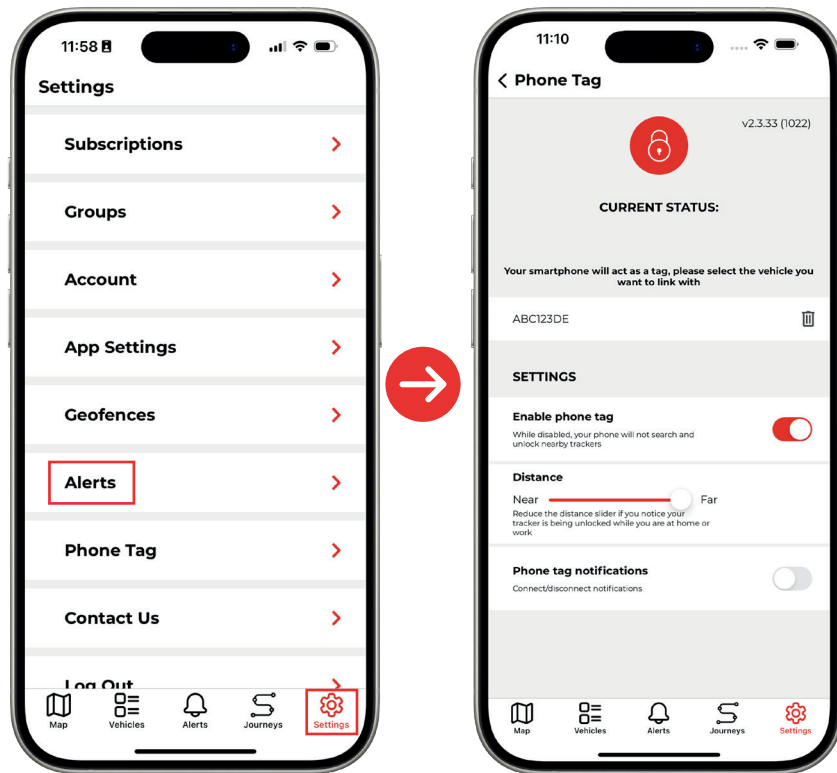 11:58
Settings
Subscriptions
Groups
Account
App Settings
Geofences
Alerts
Phone Tag
Contact Us
Log Out
Map
Vehicles
Alerts
Journeys
Settings
11:10
Phone Tag
v2.3.33 (1022)
CURRENT STATUS:
Your smartphone will act as a tag, please select the vehicle you
want to link with
ABC123DE
SETTINGS
Enable phone tag
While disabled, your phone will not search and
unlock nearby trackers
Distance
Near
Far
Reduce the distance slider if you notice your
tracker is being unlocked while you are at home or
work
Phone tag notifications
Connect/disconnect notifications
Map
Vehicles
Alerts
Journeys
Settings